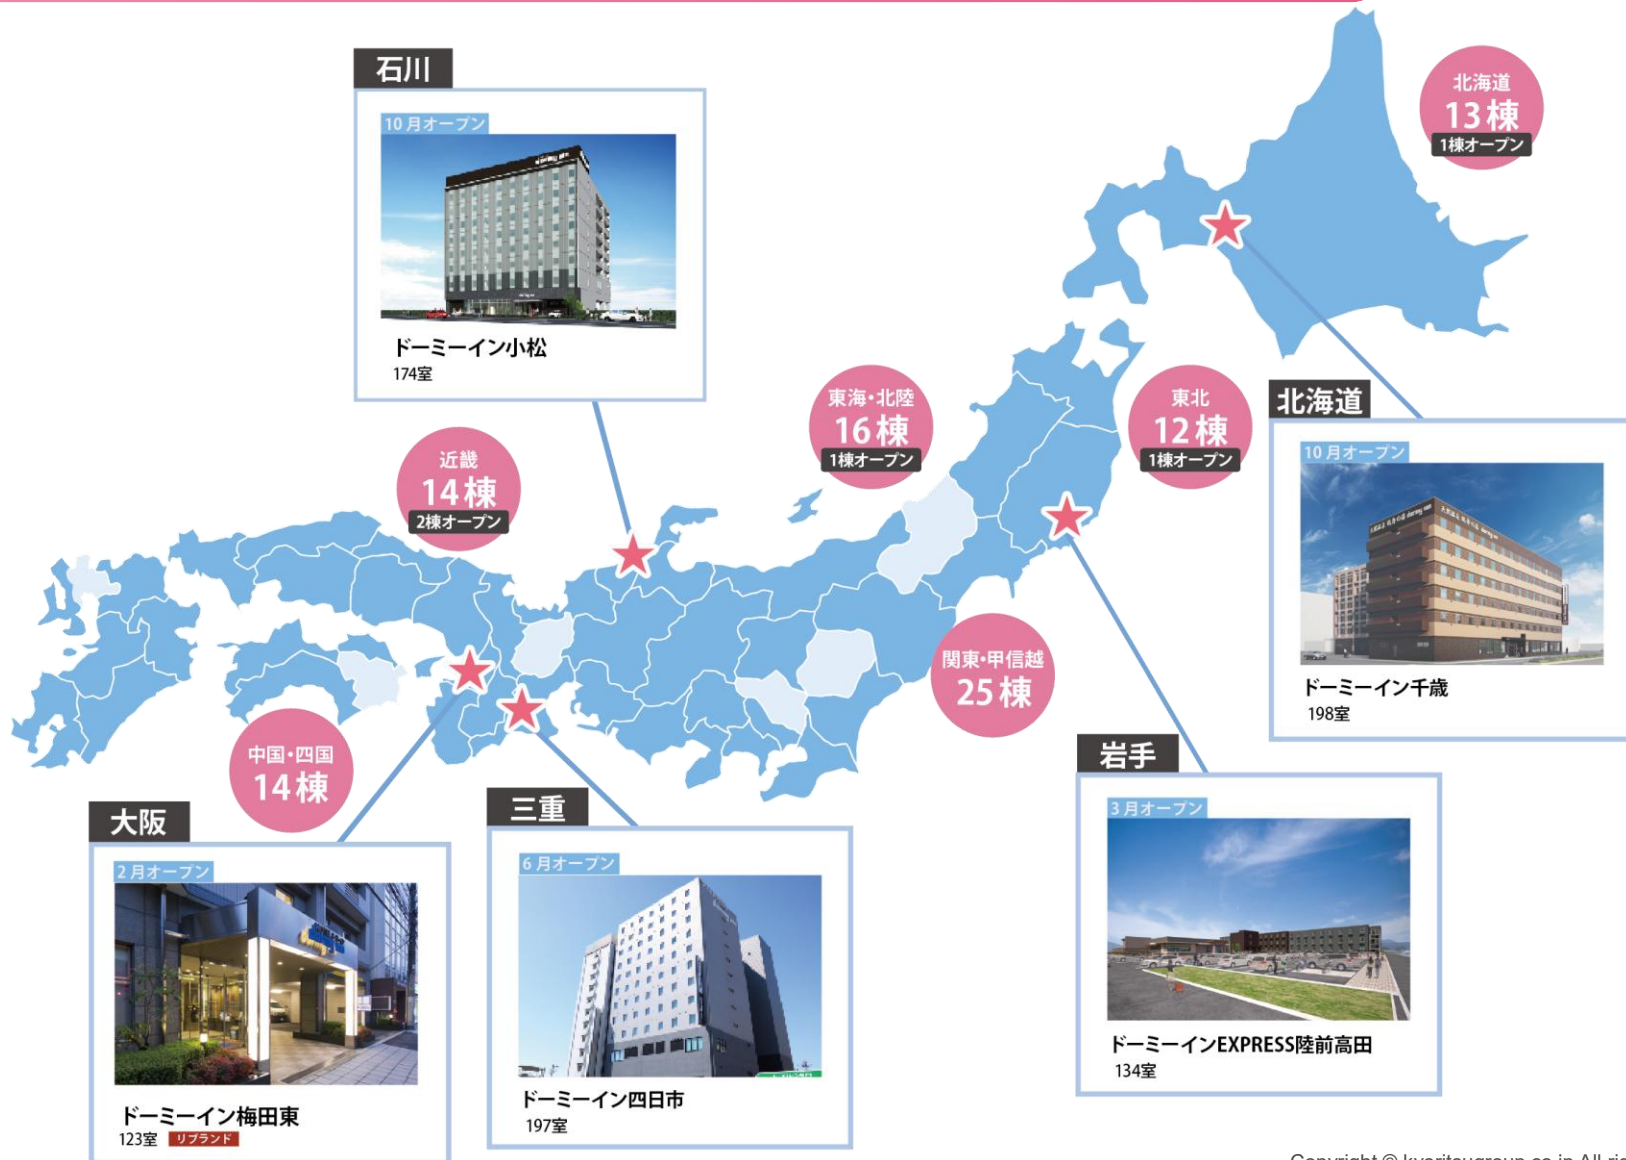 石川
10月オープン
ドーミーイン小松
174室
北海道
13棟
1棟オープン
東海・北陸
16棟
1棟オープン
東北
12棟
1棟オープン
北海道
10月オープン
ドーミーイン千歳
198室
近畿
14棟
2棟オープン
関東・甲信越
25棟
中国・四国
14棟
岩手
3月オープン
ドーミーインEXPRESS陸前高田
134室
大阪
2月オープン
ドーミーイン梅田東
123室 リブランド
三重
6月オープン
ドーミーイン四日市
197室